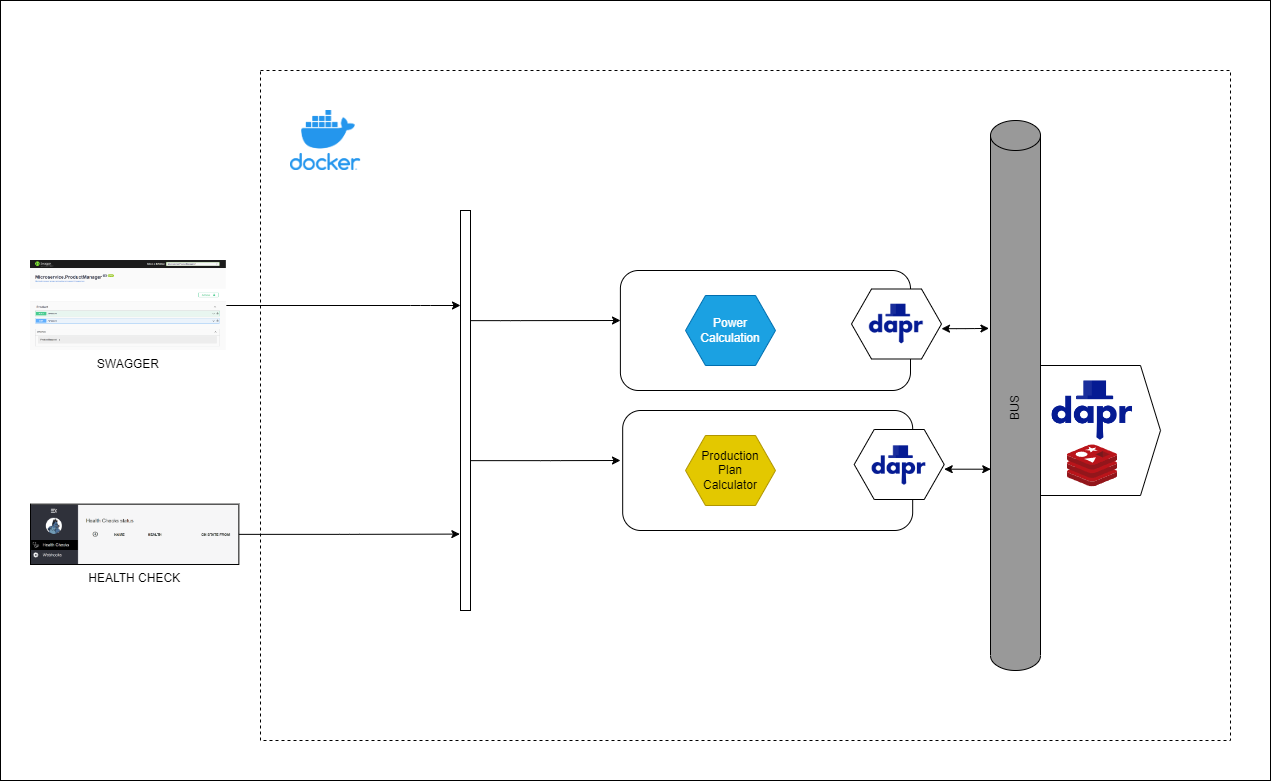 docker
Microservice.ProductManager
SWAGGER
Power
Calculation
dapr
BUS
dapr
Production
Plan
Calculator
dapr
Health Checks status
NAME
HEALTH
ON STATE FROM
Health Checks
Webhooks
HEALTH CHECK